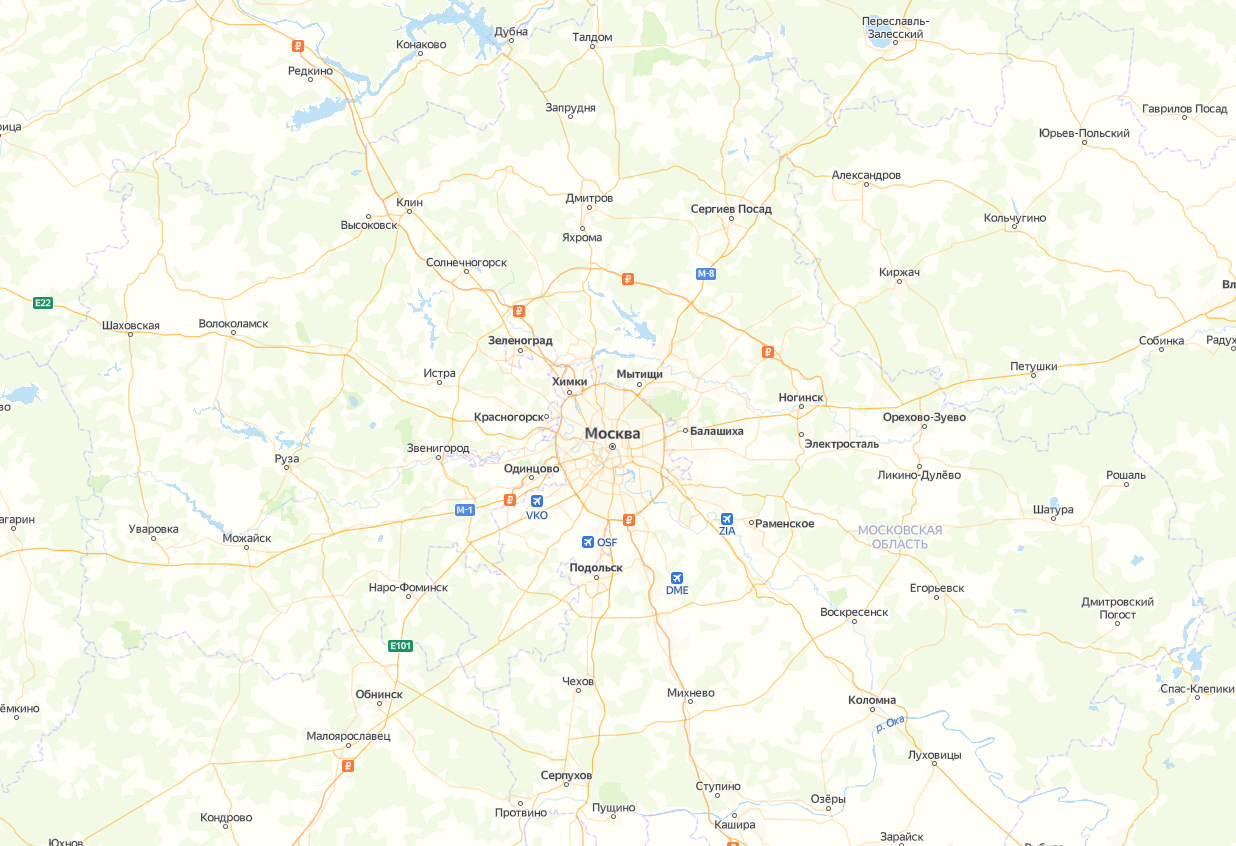 Дубна
Талдом
Переславль-
Залесский
Конаково
Редкино
Запрудня
Гаврилов Посад
Юрьев-Польский
Александров
Дмитров
Клин
Сергиев Посад
Высоковск
Кольчугино
Яхрома
Солнечногорск
М-8
Киржач
E22
Шаховская
Волоколамск
Зеленоград
Собинка
Истра
Мытищи
Химки
Петушки
Ногинск
Красногорск
Орехово-Зуево
Москва
Балашиха
Электросталь
Звенигород
Руза
Одинцово
Ликино-Дулёво
Рошаль
М-1
VKO
Шатура
Уваровка
Можайск
ZIA
Раменское
МОСКОВСКАЯ
ОБЛАСТЬ
OSF
Подольск
DME
Наро-Фоминск
Егорьевск
Дмитровский
Погост
Воскресенск
E101
Чехов
Обнинск
Михнево
Коломна
Спас-Клепики
р. Ока
Малоярославец
Луховицы
Серпухов
Ступино
Озёры
Протвино
Пущино
Кашира
Кондрово
Зарайск
Юхнов